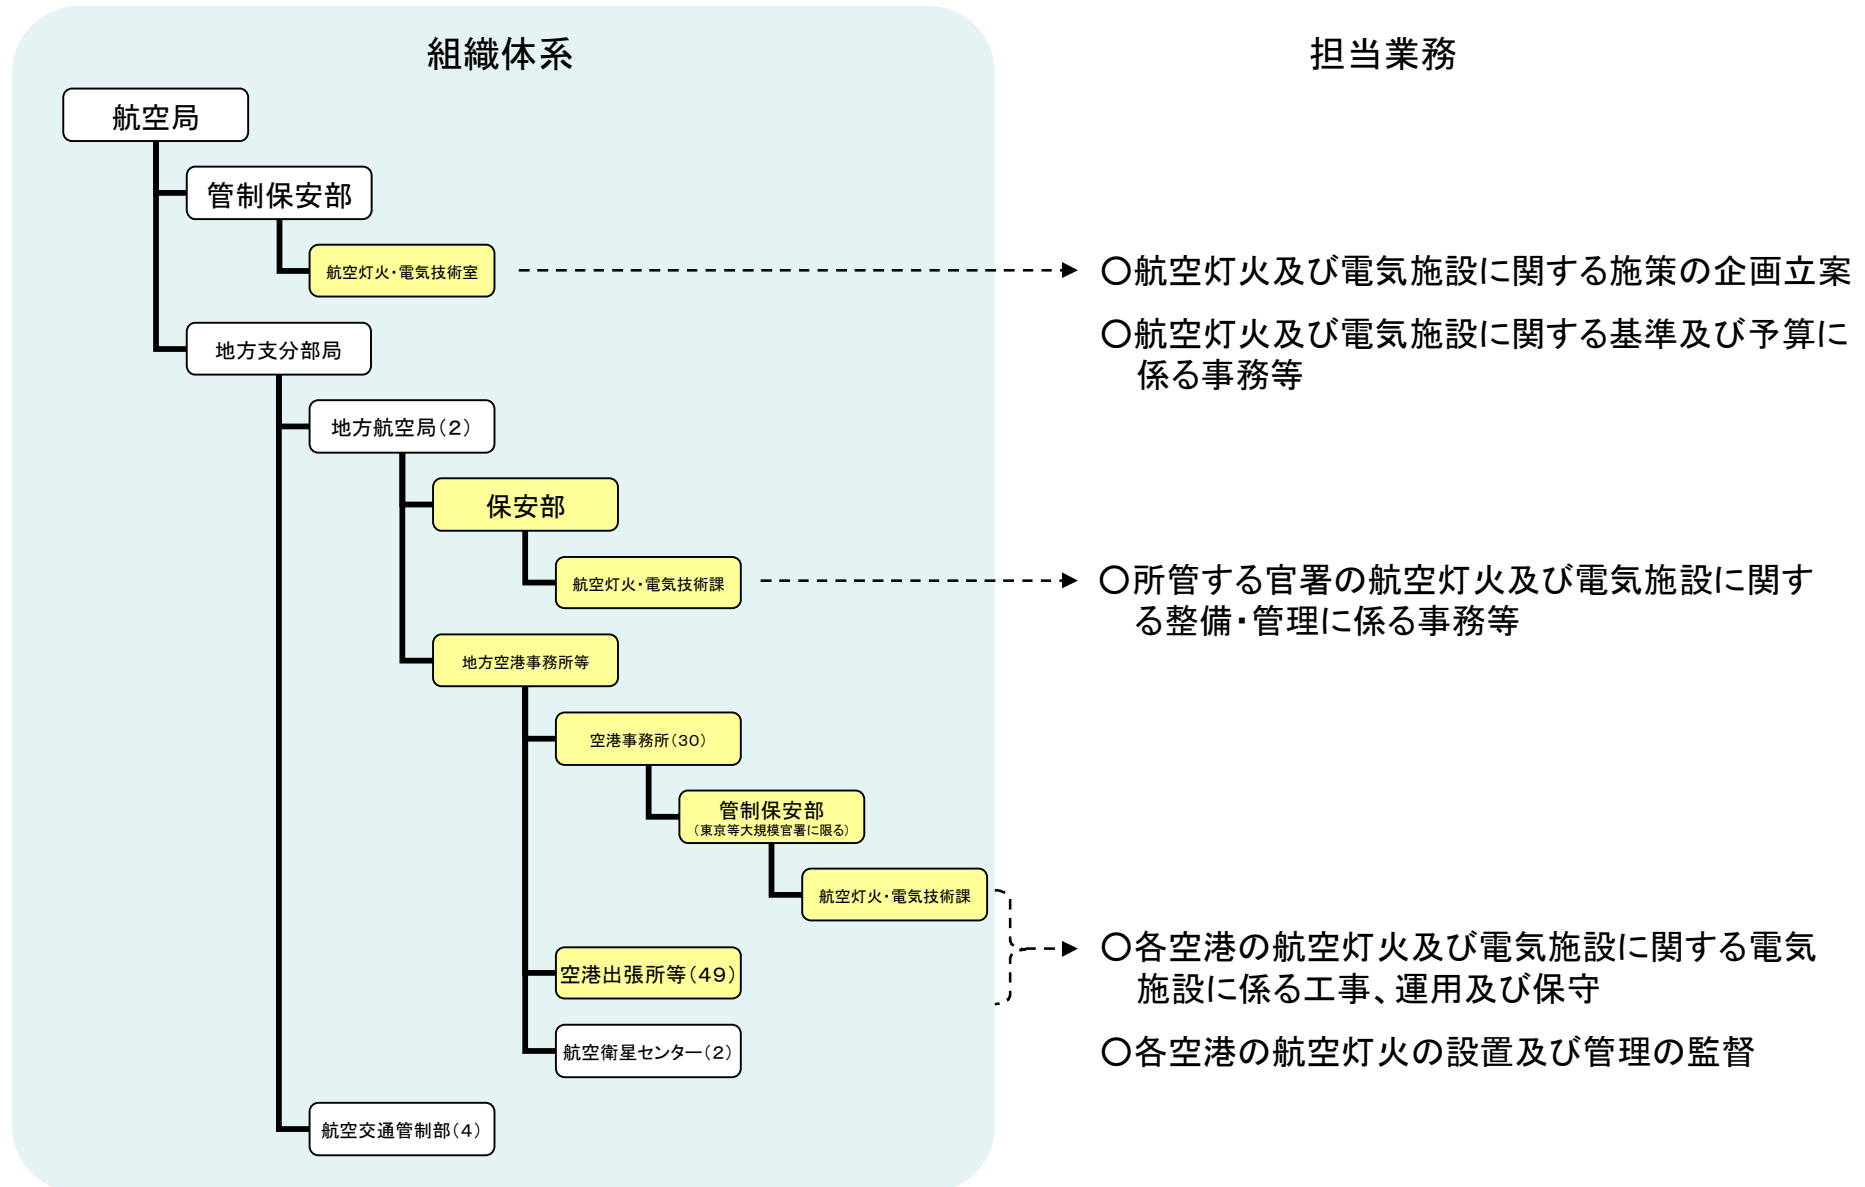 組織体系
担当業務
航空局
管制保安部
航空灯火・電気技術室
○航空灯火及び電気施設に関する施策の企画立案
○航空灯火及び電気施設に関する基準及び予算に
係る事務等
地方支分部局
地方航空局(2)
保安部
航空灯火・電気技術課
○所管する官署の航空灯火及び電気施設に関す
る整備・管理に係る事務等
地方空港事務所等
空港事務所(30)
管制保安部
(東京等大規模官署に限る)
航空灯火・電気技術課
○各空港の航空灯火及び電気施設に関する電気
施設に係る工事、運用及び保守
空港出張所等(49)
航空衛星センター(2)
○各空港の航空灯火の設置及び管理の監督
航空交通管制部(4)